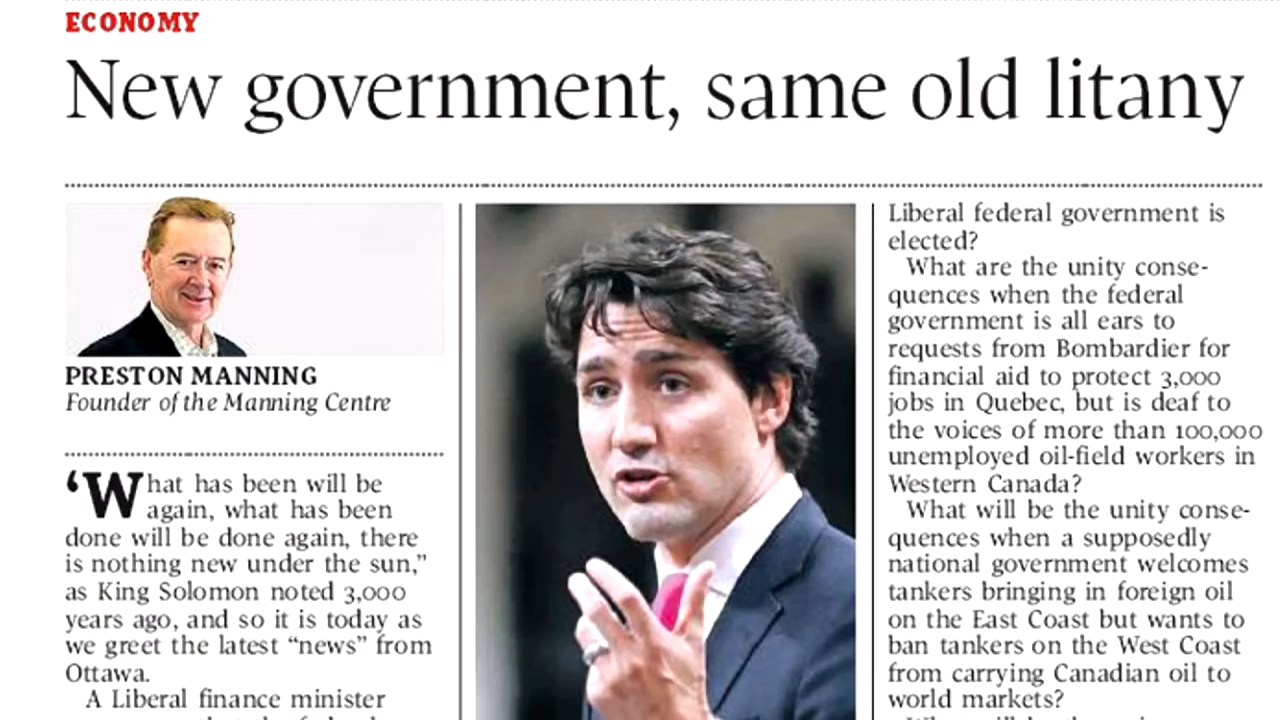 ECONOMY
New government, same old litany
PRESTON MANNING
Founder of the Manning Centre
‘What has been will be
again, what has been
done will be done again, there
is nothing new under the sun,”
as King Solomon noted 3,000
years ago, and so it is today as
we greet the latest “news” from
Ottawa.
A Liberal finance minister
Liberal federal government is
elected?
What are the unity conse-
quences when the federal
government is all ears to
requests from Bombardier for
financial aid to protect 3,000
jobs in Quebec, but is deaf to
the voices of more than 100,000
unemployed oil-field workers in
Western Canada?
What will be the unity conse-
quences when a supposedly
national government welcomes
tankers bringing in foreign oil
on the East Coast but wants to
ban tankers on the West Coast
from carrying Canadian oil to
world markets?